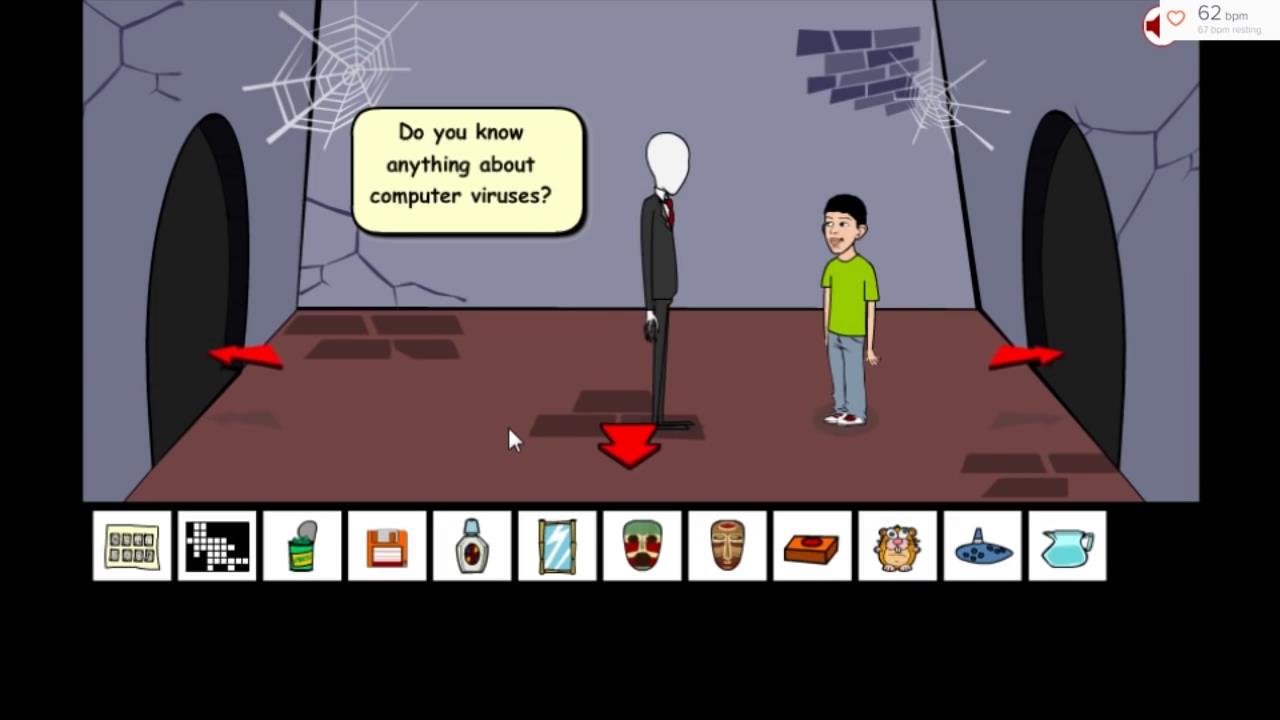 62 bpm
67 bpm resting
Do you know
anything about
computer viruses?